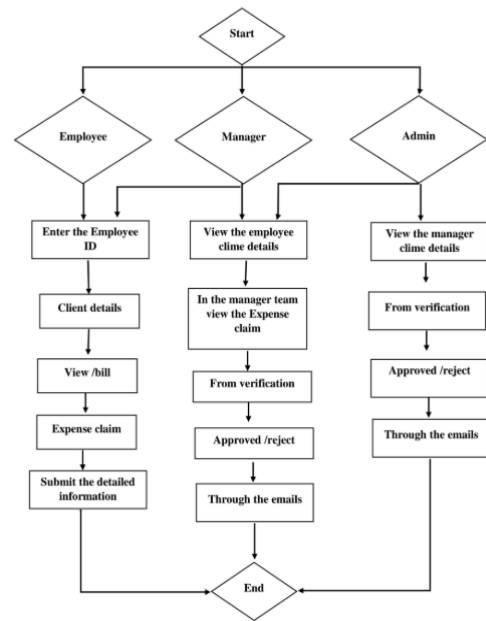 Start
Employee
Manager
Admin
Enter the Employee
ID
Client details
View /bill
Expense claim
Submit the detailed
information
View the employee
clime details
In the manager team
view the Expense
claim
From verification
Approved /reject
Through the emails
View the manager
clime details
From verification
Approved /reject
Through the emails
End